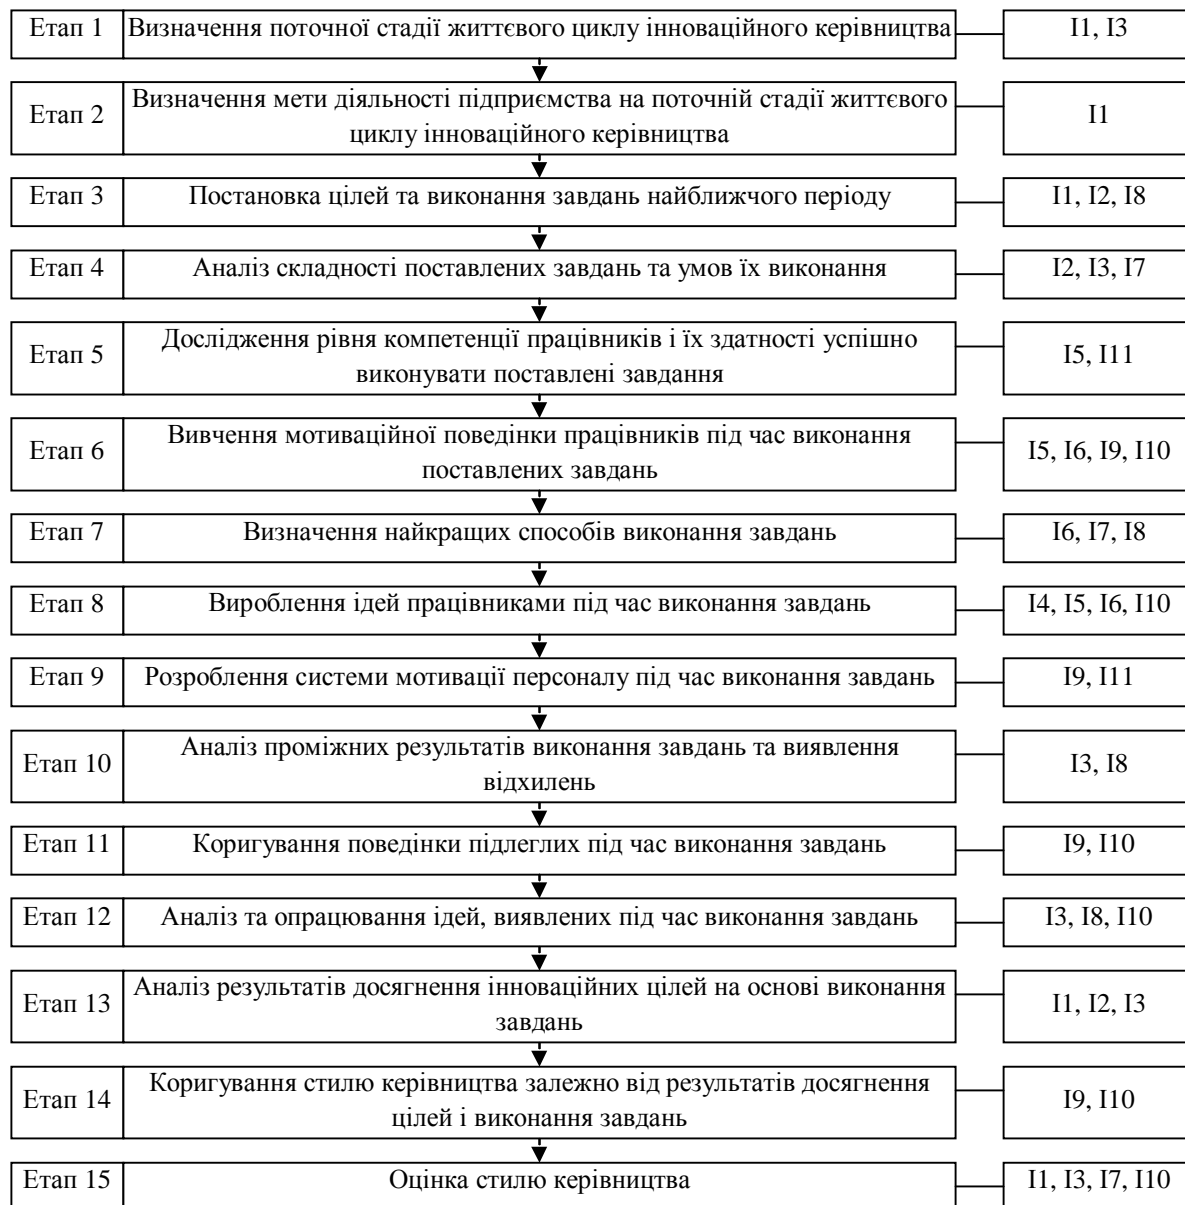 Етап 1 Визначення поточної стадії життєвого циклу інноваційного керівництва I1, I3
Етап 2 Визначення мети діяльності підприємства на поточній стадії життєвого
циклу інноваційного керівництва I1
Етап 3 Постановка цілей та виконання завдань найближчого періоду I1, I2, I8
Етап 4 Аналіз складності поставлених завдань та умов їх виконання I2, I3, I7
Етап 5 Дослідження рівня компетенції працівників і їх здатності успішно
виконувати поставлені завдання I5, I11
Етап 6 Вивчення мотиваційної поведінки працівників під час виконання
поставлених завдань I5, I6, I9, I10
Етап 7 Визначення найкращих способів виконання завдань I6, I7, I8
Етап 8 Вироблення ідей працівниками під час виконання завдань I4, I5, I6, I10
Етап 9 Розроблення системи мотивації персоналу під час виконання завдань I9, I11
Етап 10 Аналіз проміжних результатів виконання завдань та виявлення
відхилень I3, I8
Етап 11 Коригування поведінки підлеглих під час виконання завдань I9, I10
Етап 12 Аналіз та опрацювання ідей, виявлених під час виконання завдань I3, I8, I10
Етап 13 Аналіз результатів досягнення інноваційних цілей на основі виконання
завдань I1, I2, I3
Етап 14 Коригування стилю керівництва залежно від результатів досягнення
цілей і виконання завдань I9, I10
Етап 15 Оцінка стилю керівництва I1, I3, I7, I10